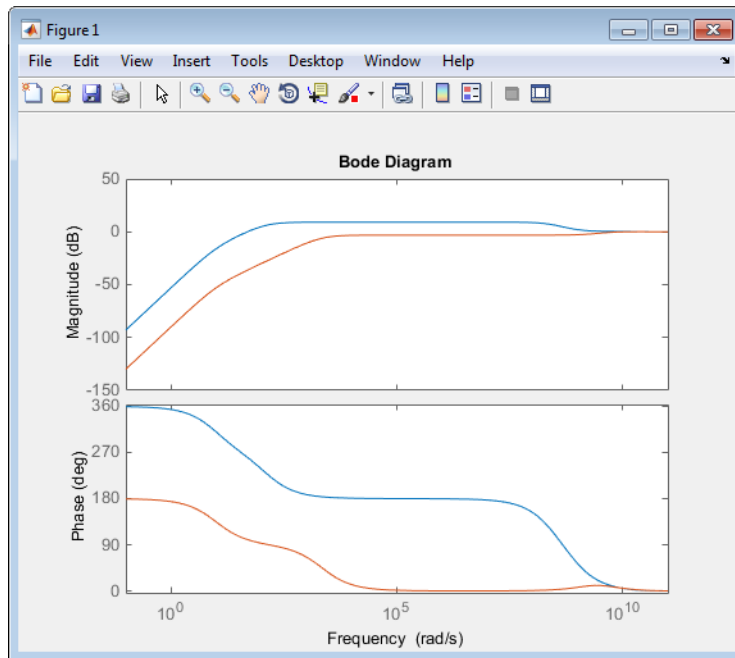 Figure 1
File Edit View Insert Tools Desktop Window Help
Bode Diagram
50
0
-50
-100
-150
Magnitude (dB)
360
270
180
90
0
Phase (deg)
10^0 10^5 10^10
Frequency (rad/s)